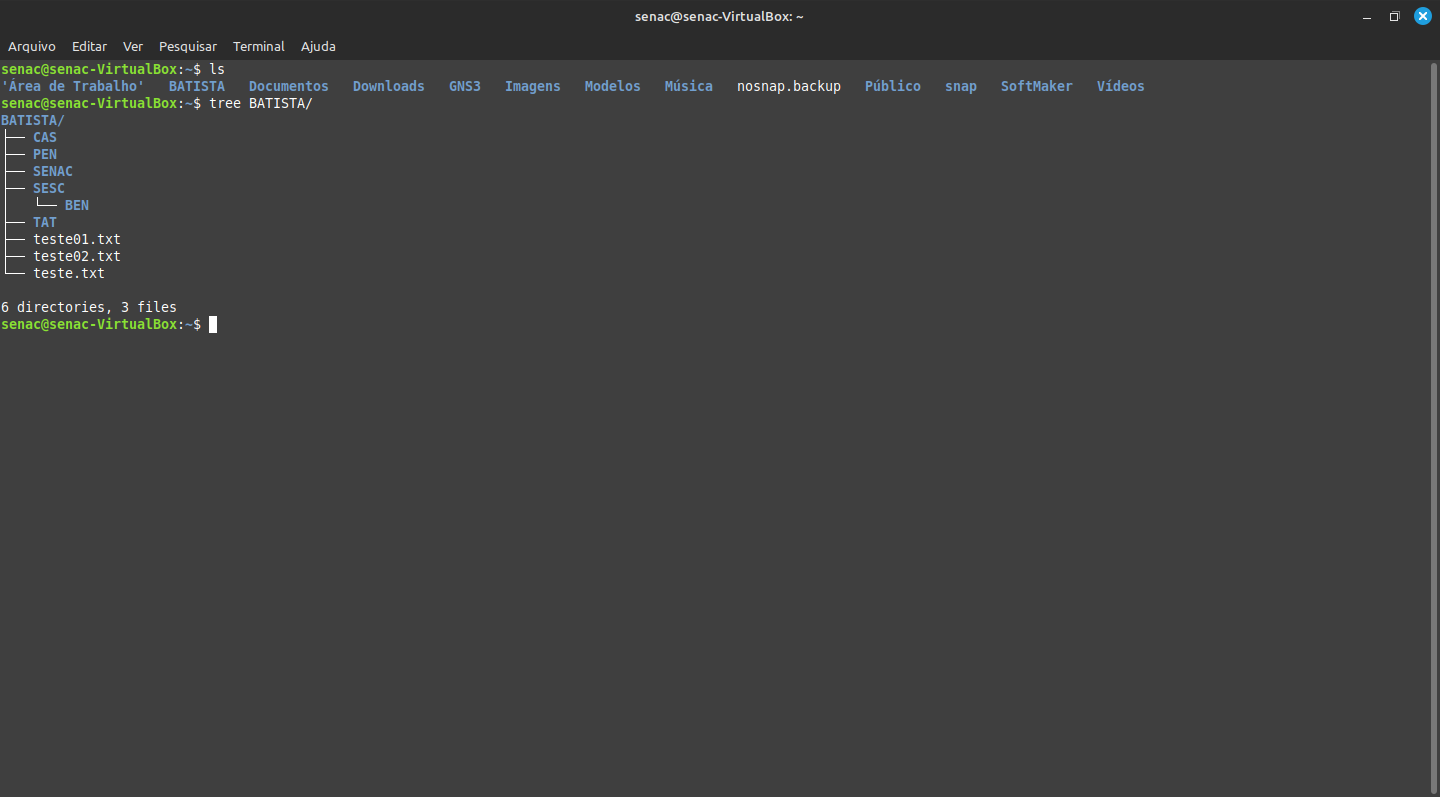 senac@senac-VirtualBox: ~
Arquivo Editar Ver Pesquisar Terminal Ajuda
senac@senac-VirtualBox:~$ ls
'Área de Trabalho' BATISTA Documentos Downloads GNS3 Imagens Modelos Música nosnap.backup Público snap SoftMaker Vídeos
senac@senac-VirtualBox:~$ tree BATISTA/
BATISTA/
├── CAS
├── PEN
├── SENAC
├── SESC
│   └── BEN
├── TAT
├── teste01.txt
├── teste02.txt
└── teste.txt
6 directories, 3 files
senac@senac-VirtualBox:~$